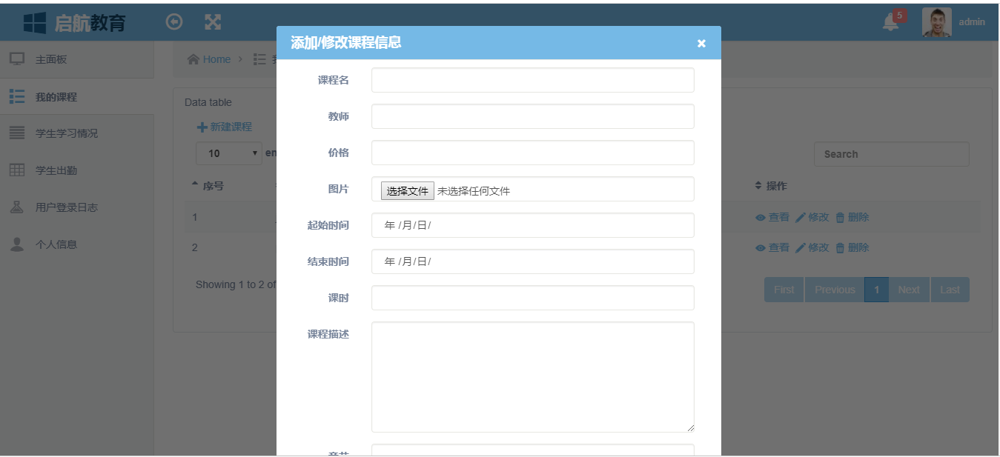 启航教育
5
admin
添加/修改课程信息
×
主面板
我的课程
学生学习情况
学生出勤
用户登录日志
个人信息
Home
Data table
新建课程
10
en
Search
序号
操作
1
查看 修改 删除
2
查看 修改 删除
Showing 1 to 2 of
First Previous 1 Next Last
课程名
教师
价格
图片 选择文件 未选择任何文件
起始时间 年 /月/日/
结束时间 年 /月/日/
课时
课程描述